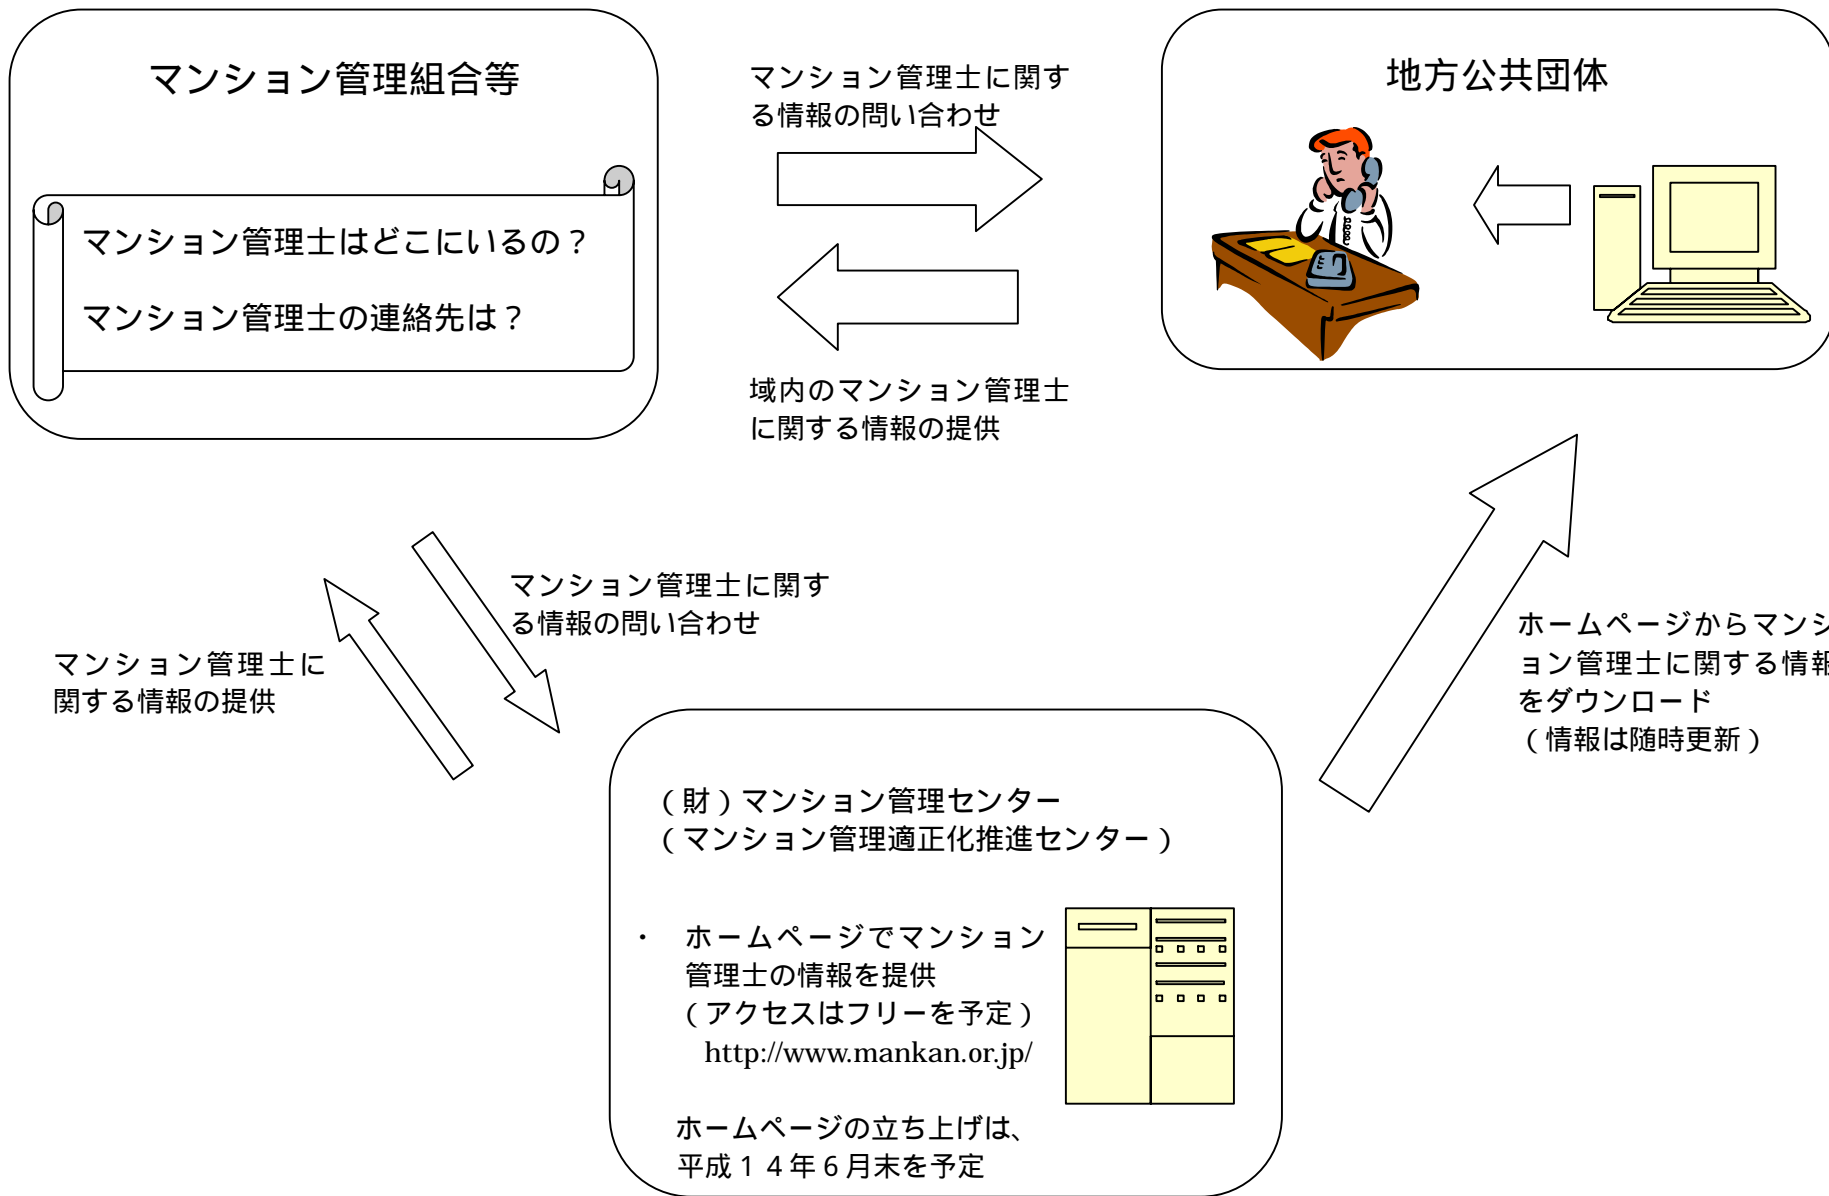 マンション管理組合等
マンション管理士はどこにいるの？
マンション管理士の連絡先は？
マンション管理士に関す
る情報の問い合わせ
域内のマンション管理士
に関する情報の提供
地方公共団体
マンション管理士に関す
る情報の問い合わせ
マンション管理士に
関する情報の提供
ホームページからマンシ
ョン管理士に関する情報
をダウンロード
（情報は随時更新）
（財）マンション管理センター
（マンション管理適正化推進センター）
・ ホームページでマンション
管理士の情報を提供
（アクセスはフリーを予定）
http://www.mankan.or.jp/
ホームページの立ち上げは、
平成１４年６月末を予定